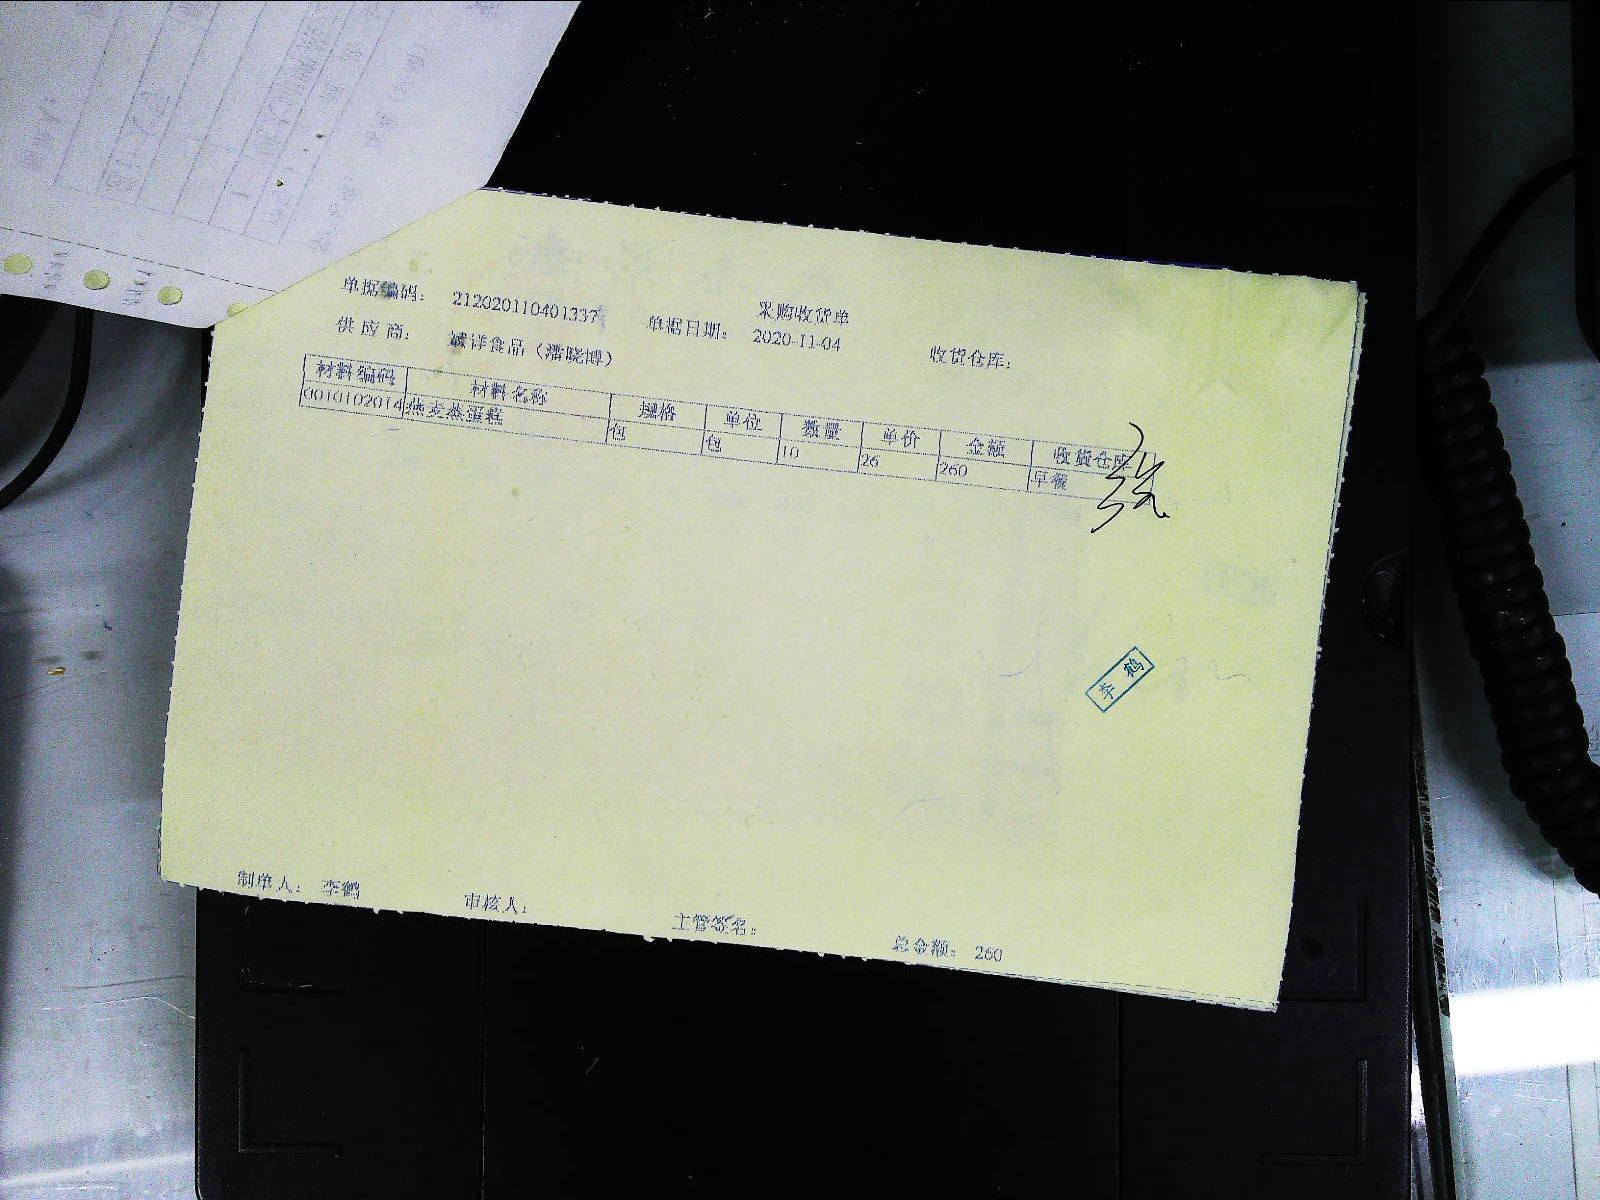 采购收货单
单据编码： 212020110401337 单据日期： 2020-11-04 收货仓库：
供应商： 诚详食品（潘晓博）
材料编码 材料名称 规格 单位 数量 单价 金额 收货仓库
0010102014 燕麦蒸蛋糕 包 包 10 26 260 早餐
李鹤
制单人： 李鹤 审核人： 主管签名： 总金额： 260